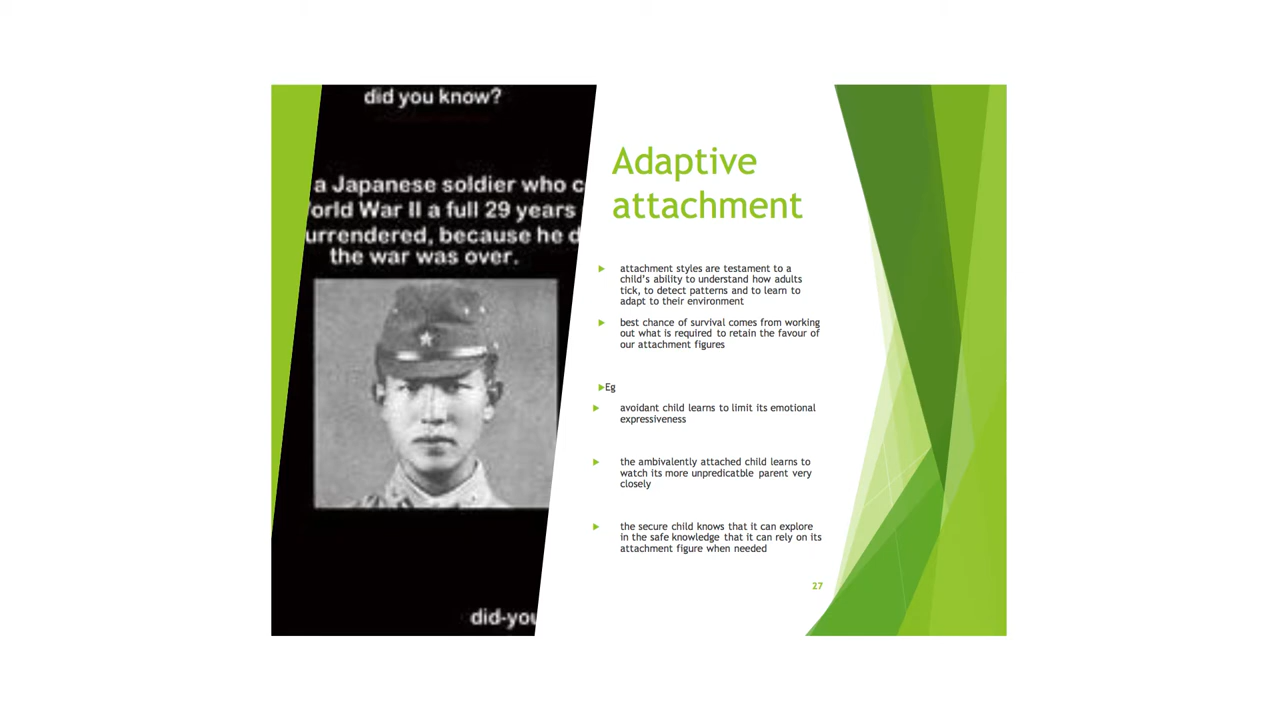 did you know?
a Japanese soldier who
World War II a full 29 years
surrendered, because he
the war was over.
did-you
Adaptive
attachment
attachment styles are testament to a
child's ability to understand how adults
tick, to detect patterns and to learn to
adapt to their environment
best chance of survival comes from working
out what is required to retain the favour of
our attachment figures
Eg
avoidant child learns to limit its emotional
expressiveness
the ambivalently attached child learns to
watch its more unpredicatble parent very
closely
the secure child knows that it can explore
in the safe knowledge that it can rely on its
attachment figure when needed
27